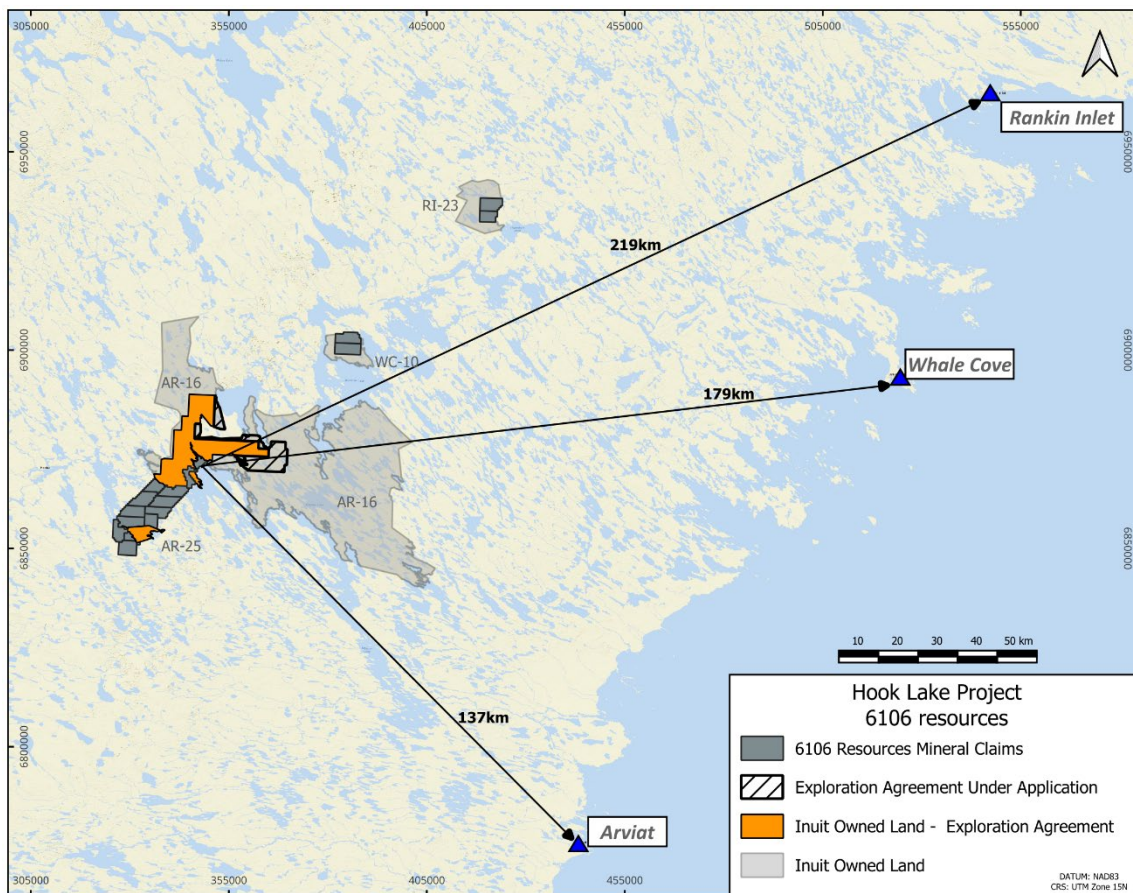 305000 355000 405000 455000 505000 555000
Rankin Inlet
6950000
6950000
RI-23
219km
6900000
6900000
WC-10
Whale Cove
AR-16
179km
AR-16
6850000
6850000
AR-25
10 20 30 40 50 km
137km
6800000
Arviat
305000 355000 405000 455000
Hook Lake Project
6106 resources
6106 Resources Mineral Claims
Exploration Agreement Under Application
Inuit Owned Land - Exploration Agreement
Inuit Owned Land
DATUM: NAD83
CRS: UTM Zone 15N